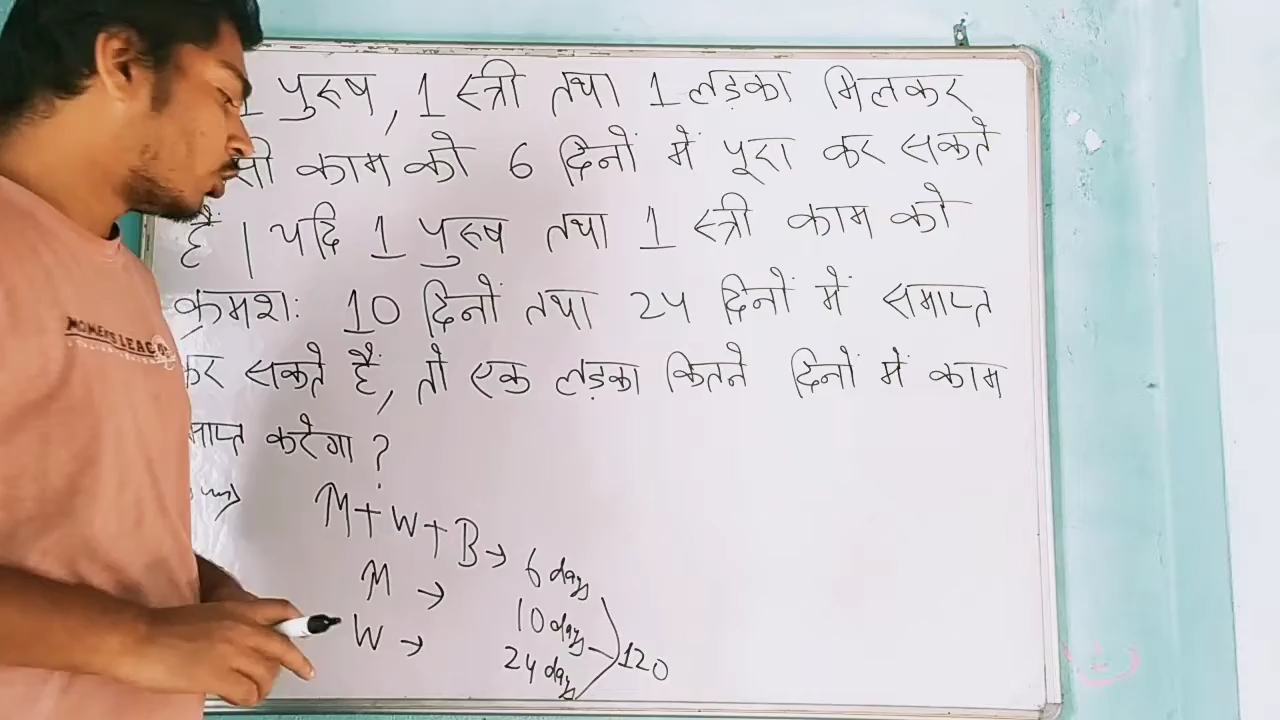 1 पुरुष, 1 स्त्री तथा 1 लड़का मिलकर
काम को 6 दिनों में पूरा कर सकते
हैं | यदि 1 पुरुष तथा 1 स्त्री काम को
क्रमशः 10 दिनों तथा 24 दिनों में समाप्त
कर सकते हैं, तो एक लड़का कितने दिनों में काम
करेगा ?
M+W+B→ 6 days
M → 10 days
W → 24 days
120